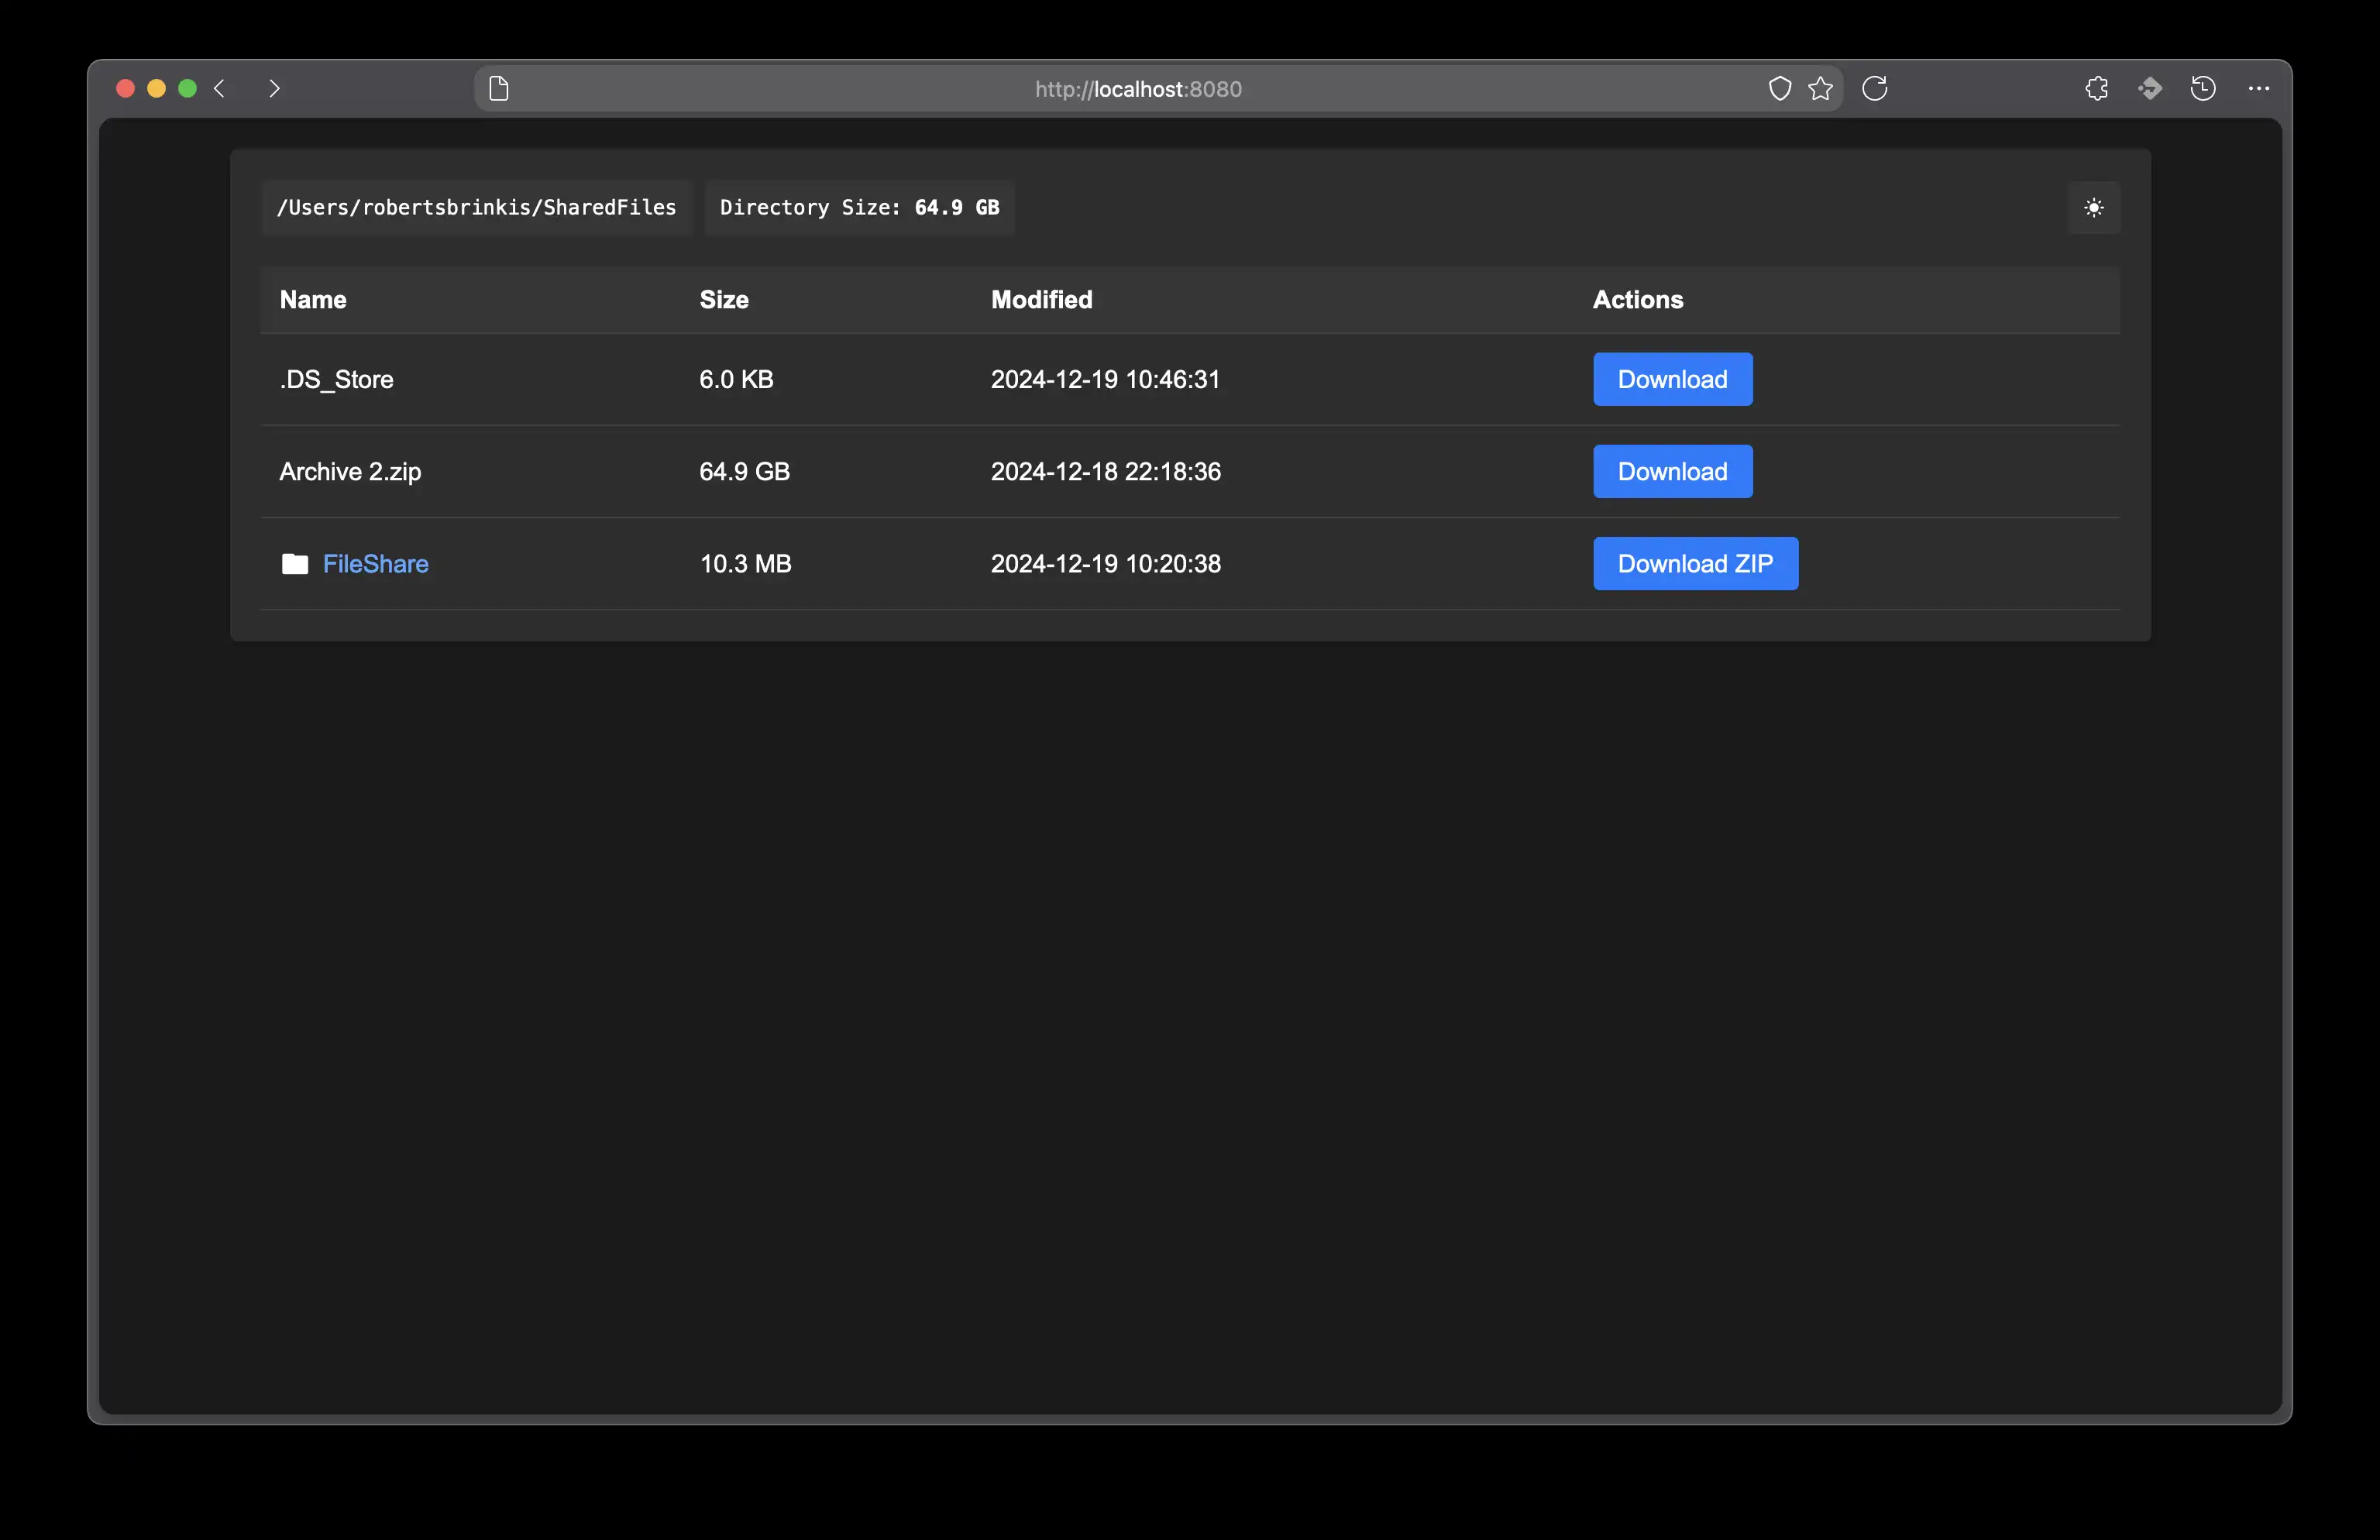 http://localhost:8080
/Users/robertsbrinkis/SharedFiles Directory Size: 64.9 GB
Name Size Modified Actions
.DS_Store 6.0 KB 2024-12-19 10:46:31 Download
Archive 2.zip 64.9 GB 2024-12-18 22:18:36 Download
FileShare 10.3 MB 2024-12-19 10:20:38 Download ZIP